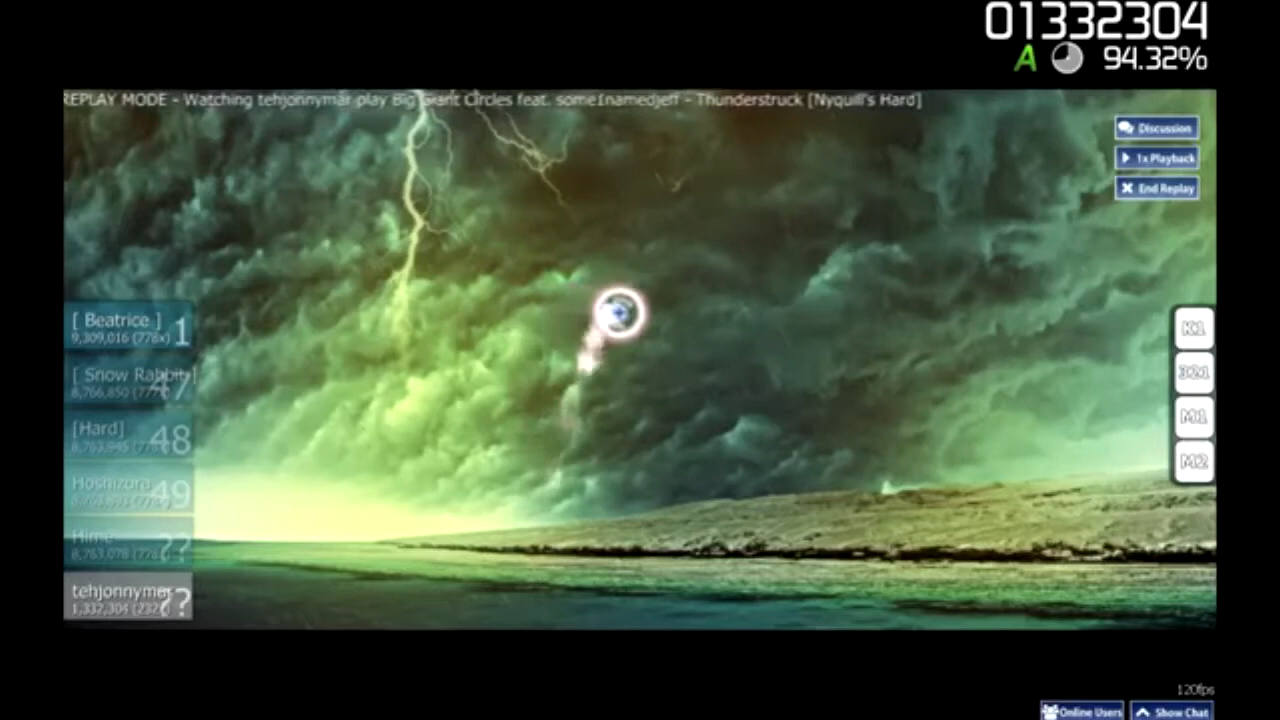 01332304
A 94.32%
REPLAY MODE - Watching tehjonnymar play Big Giant Circles feat. some1namedjeff - Thunderstruck [Nyquill's Hard]
Discussion
1x Playback
End Replay
[ Beatrice ]
9,309,016 (778x) 1
[ Snow Rabbit ]
47
[Hard]
48
Hoshizora
49
Hime
??
tehjonnymar
1,332,304 (232x) ??
K1
321
M1
M2
120fps
Online Users
Show Chat